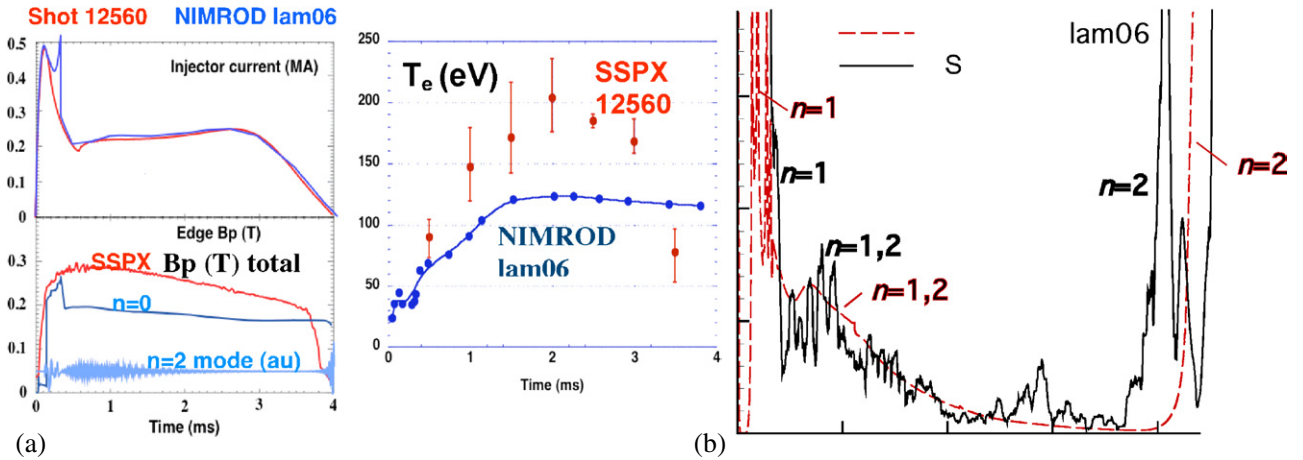 Shot 12560 NIMROD lam06
0.5
0.4
0.3
0.2
0.1
0
Injector current (MA)
Edge Bp (T)
SSPX Bp (T) total
n=0
n=2 mode (au)
0.3
0.2
0.1
0
0 1 2 3 4
Time (ms)
(a)
250
200
150
100
50
0
Te (eV)
SSPX
12560
NIMROD
lam06
0 1 2 3 4
Time (ms)
(b)
lam06
S
n=1
n=1
n=1,2
n=1,2
n=2
n=2